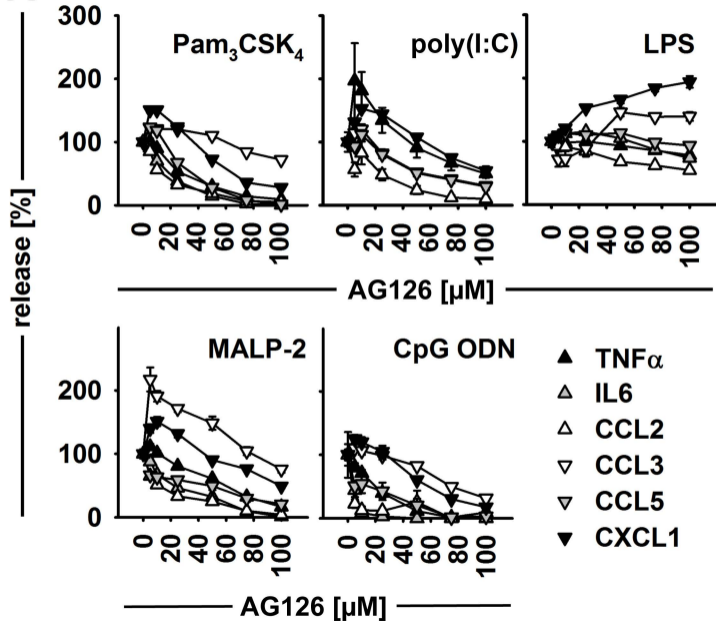 Pam3CSK4 poly(I:C) LPS
300
200
100
0
0 20 40 60 80 100 0 20 40 60 80 100 0 20 40 60 80 100
AG126 [µM]
release [%]
MALP-2 CpG ODN
200
100
0
0 20 40 60 80 100 0 20 40 60 80 100
AG126 [µM]
TNFα
IL6
CCL2
CCL3
CCL5
CXCL1